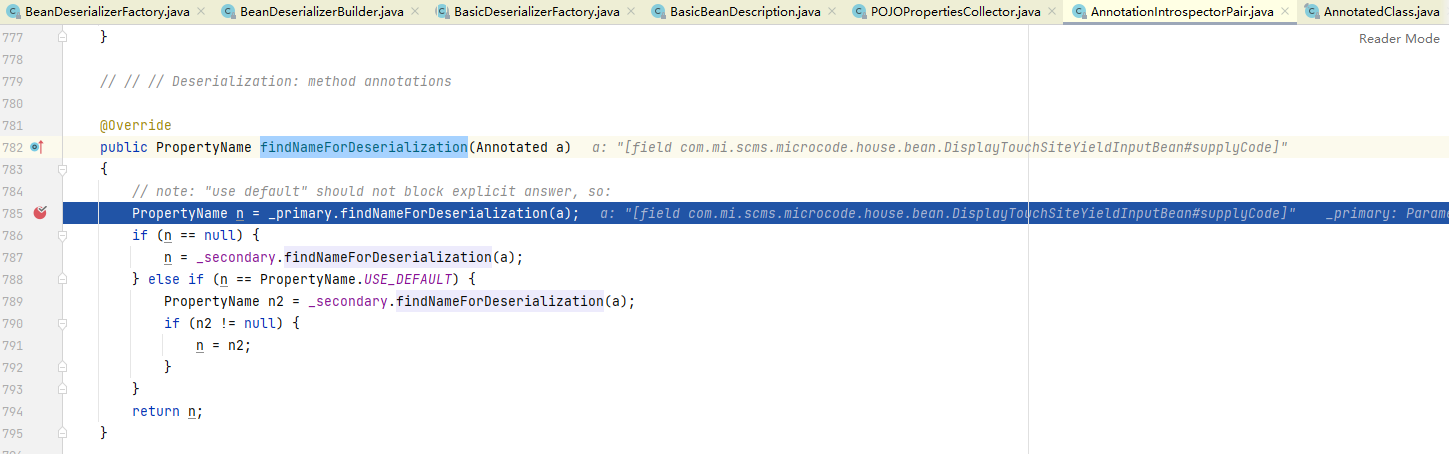 BeanDeserializerFactory.java BeanDeserializerBuilder.java BasicDeserializerFactory.java BasicBeanDescription.java POJOPropertiesCollector.java AnnotationIntrospectorPair.java AnnotatedClass.java
Reader Mode
777 }
778
779 // // // Deserialization: method annotations
780
781 @Override
782 public PropertyName findNameForDeserialization(Annotated a) a: "[field com.mi.scms.microcode.house.bean.DisplayTouchSiteYieldInputBean#supplyCode]"
783 {
784 // note: "use default" should not block explicit answer, so:
785 PropertyName n = _primary.findNameForDeserialization(a); a: "[field com.mi.scms.microcode.house.bean.DisplayTouchSiteYieldInputBean#supplyCode]" _primary: Parame
786 if (n == null) {
787 n = _secondary.findNameForDeserialization(a);
788 } else if (n == PropertyName.USE_DEFAULT) {
789 PropertyName n2 = _secondary.findNameForDeserialization(a);
790 if (n2 != null) {
791 n = n2;
792 }
793 }
794 return n;
795 }